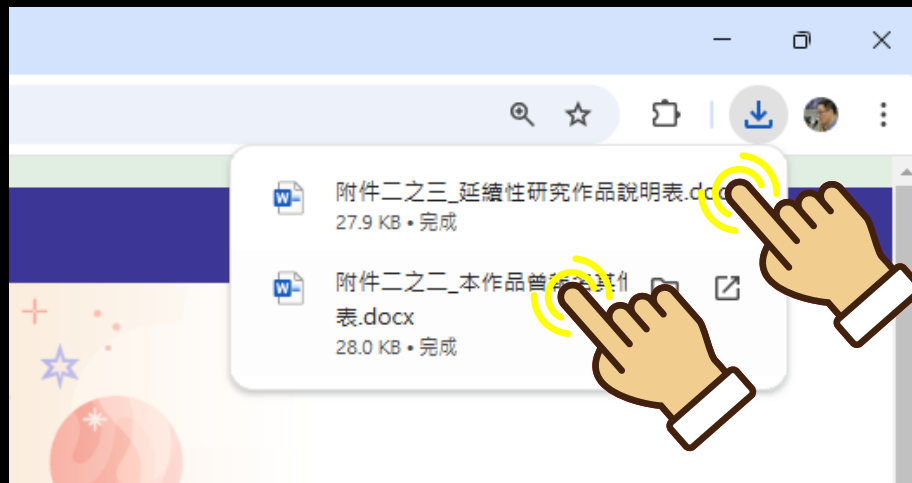 附件二之三_延續性研究作品說明表.docx
27.9 KB • 完成
附件二之二_本作品曾
表.docx
28.0 KB • 完成